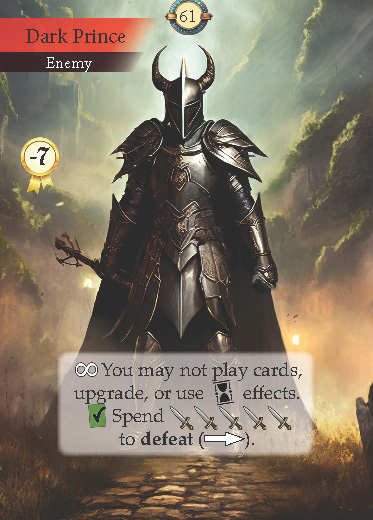 61
Dark Prince
Enemy
-7
∞ You may not play cards,
upgrade, or use effects.
Spend
to defeat ( ).